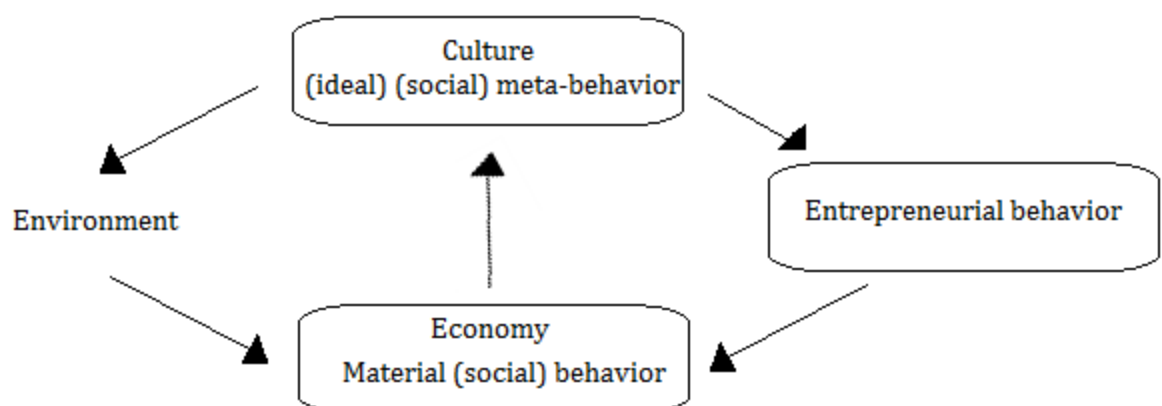 Culture
(ideal) (social) meta-behavior
Environment
Entrepreneurial behavior
Economy
Material (social) behavior